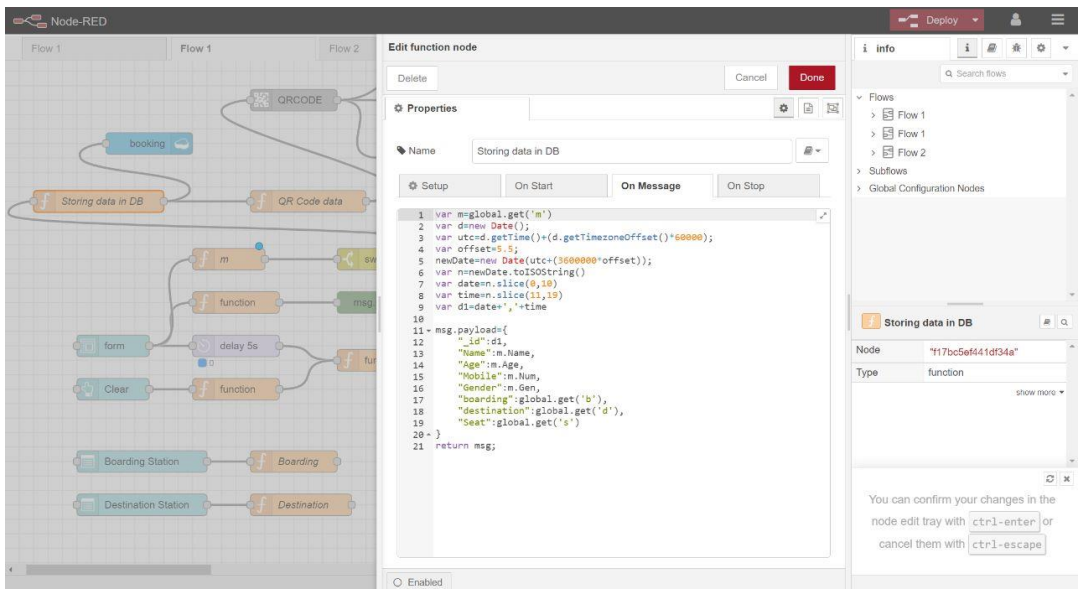 Node-RED
Deploy
Flow 1
Flow 1
Flow 2
QRCODE
booking
Storing data in DB
QR Code data
m
sw
function
msg.
form
delay 5s
0
fun
Clear
function
Boarding Station
Boarding
Destination Station
Destination
Edit function node
Delete
Cancel
Done
Properties
Name
Storing data in DB
Setup
On Start
On Message
On Stop
1 var m=global.get('m')
2 var d=new Date();
3 var utc=d.getTime()+(d.getTimezoneOffset()*60000);
4 var offset=5.5;
5 newDate=new Date(utc+(3600000*offset));
6 var n=newDate.toISOString()
7 var date=n.slice(0,10)
8 var time=n.slice(11,19)
9 var d1=date+','+time
10
11 msg.payload={
12 "_id":d1,
13 "Name":m.Name,
14 "Age":m.Age,
15 "Mobile":m.Num,
16 "Gender":m.Gen,
17 "boarding":global.get('b'),
18 "destination":global.get('d'),
19 "Seat":global.get('s')
20 }
21 return msg;
Enabled
i info
i
Search flows
Flows
Flow 1
Flow 1
Flow 2
Subflows
Global Configuration Nodes
Storing data in DB
Node "f17bc5ef441df34a"
Type function
show more
You can confirm your changes in the
node edit tray with ctrl-enter or
cancel them with ctrl-escape